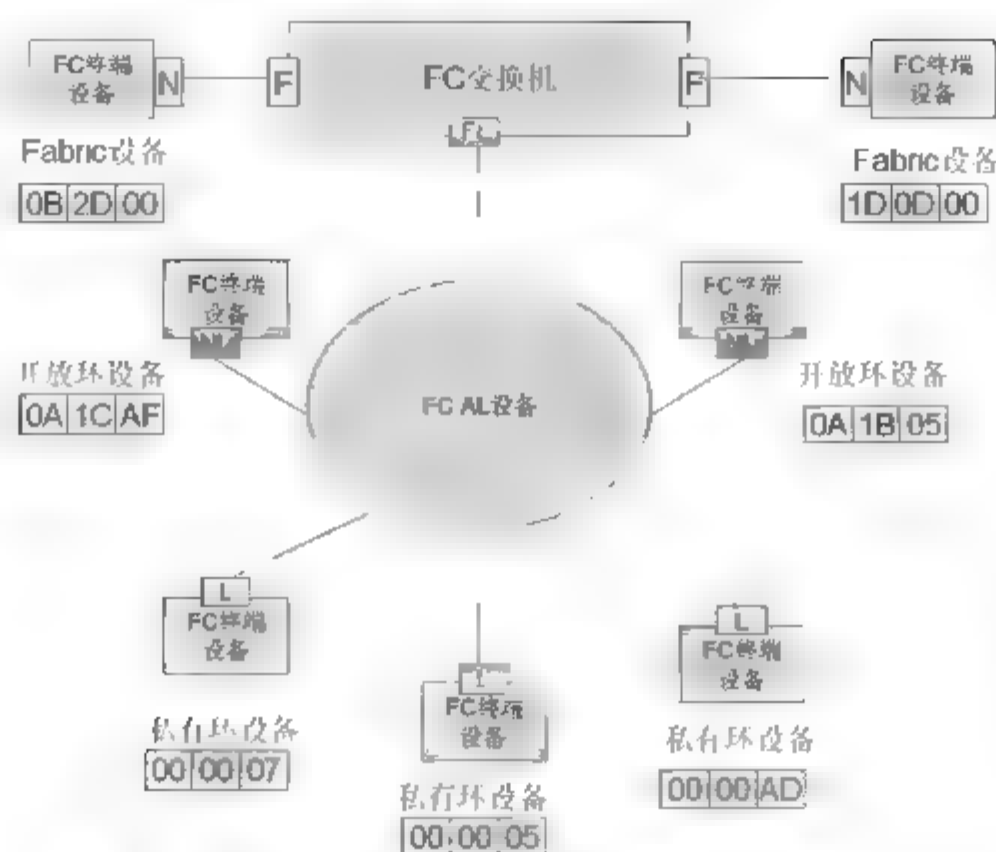 FC终端
设备
N
F
FC交换机
F
N
FC终端
设备
FL
Fabric设备
0B 2D 00
Fabric设备
1D 0D 00
FC终端
设备
FC终端
设备
开放环设备
0A 1C AF
FC AL设备
开放环设备
0A 1B 05
L
FC终端
设备
L
FC终端
设备
FC终端
设备
私有环设备
00 00 07
私有环设备
00 00 AD
私有环设备
00 00 05